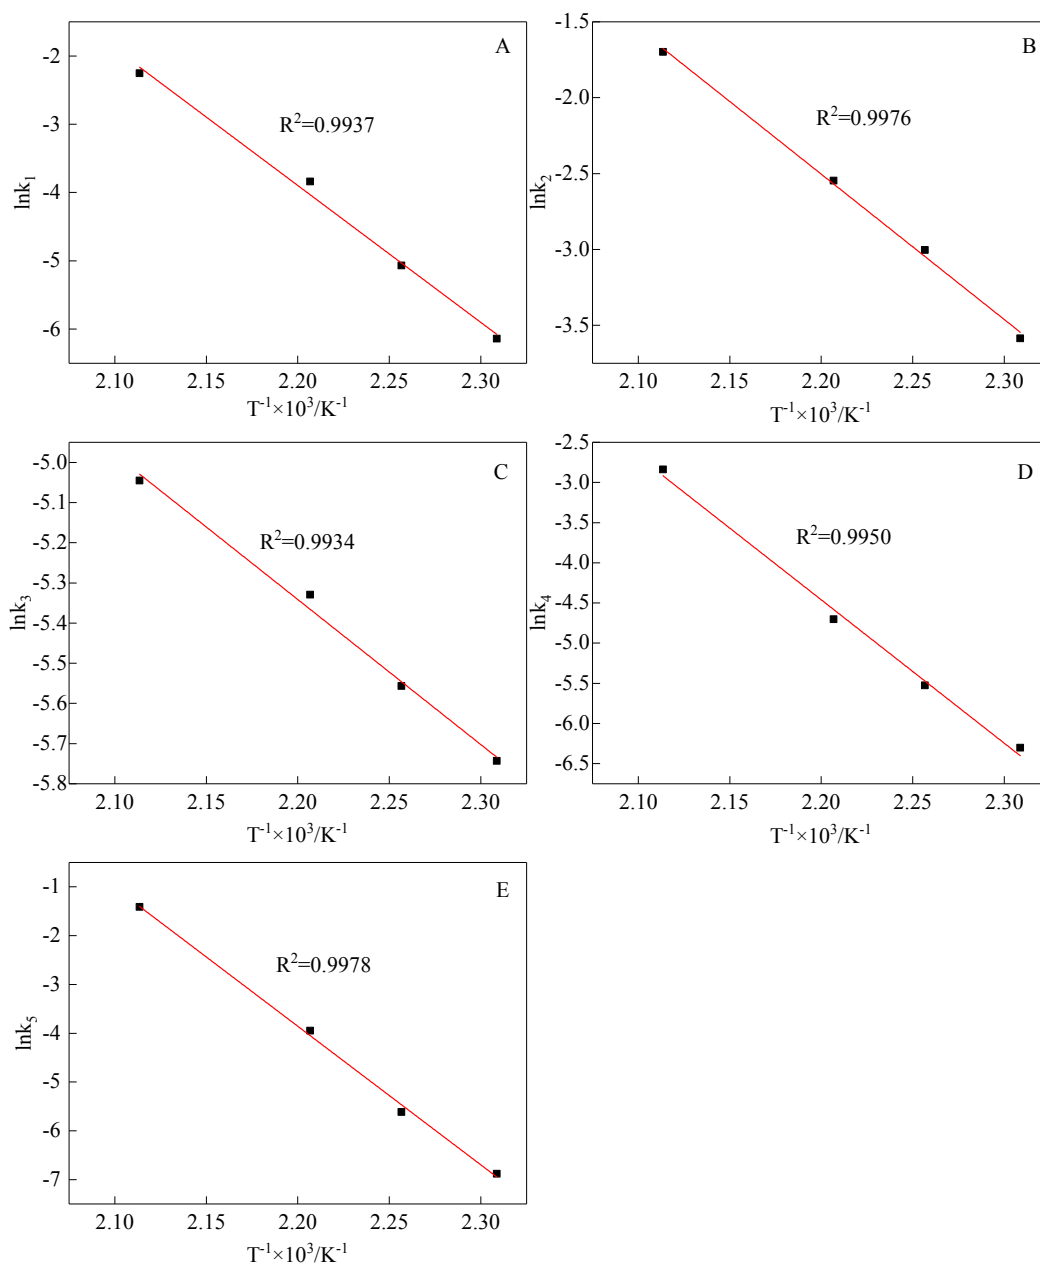 A
-2
-3
-4
-5
-6
lnk1
R²=0.9937
2.10 2.15 2.20 2.25 2.30
T⁻¹×10³/K⁻¹
B
-1.5
-2.0
-2.5
-3.0
-3.5
lnk2
R²=0.9976
2.10 2.15 2.20 2.25 2.30
T⁻¹×10³/K⁻¹
C
-5.0
-5.1
-5.2
-5.3
-5.4
-5.5
-5.6
-5.7
-5.8
lnk3
R²=0.9934
2.10 2.15 2.20 2.25 2.30
T⁻¹×10³/K⁻¹
D
-2.5
-3.0
-3.5
-4.0
-4.5
-5.0
-5.5
-6.0
-6.5
lnk4
R²=0.9950
2.10 2.15 2.20 2.25 2.30
T⁻¹×10³/K⁻¹
E
-1
-2
-3
-4
-5
-6
-7
lnk5
R²=0.9978
2.10 2.15 2.20 2.25 2.30
T⁻¹×10³/K⁻¹